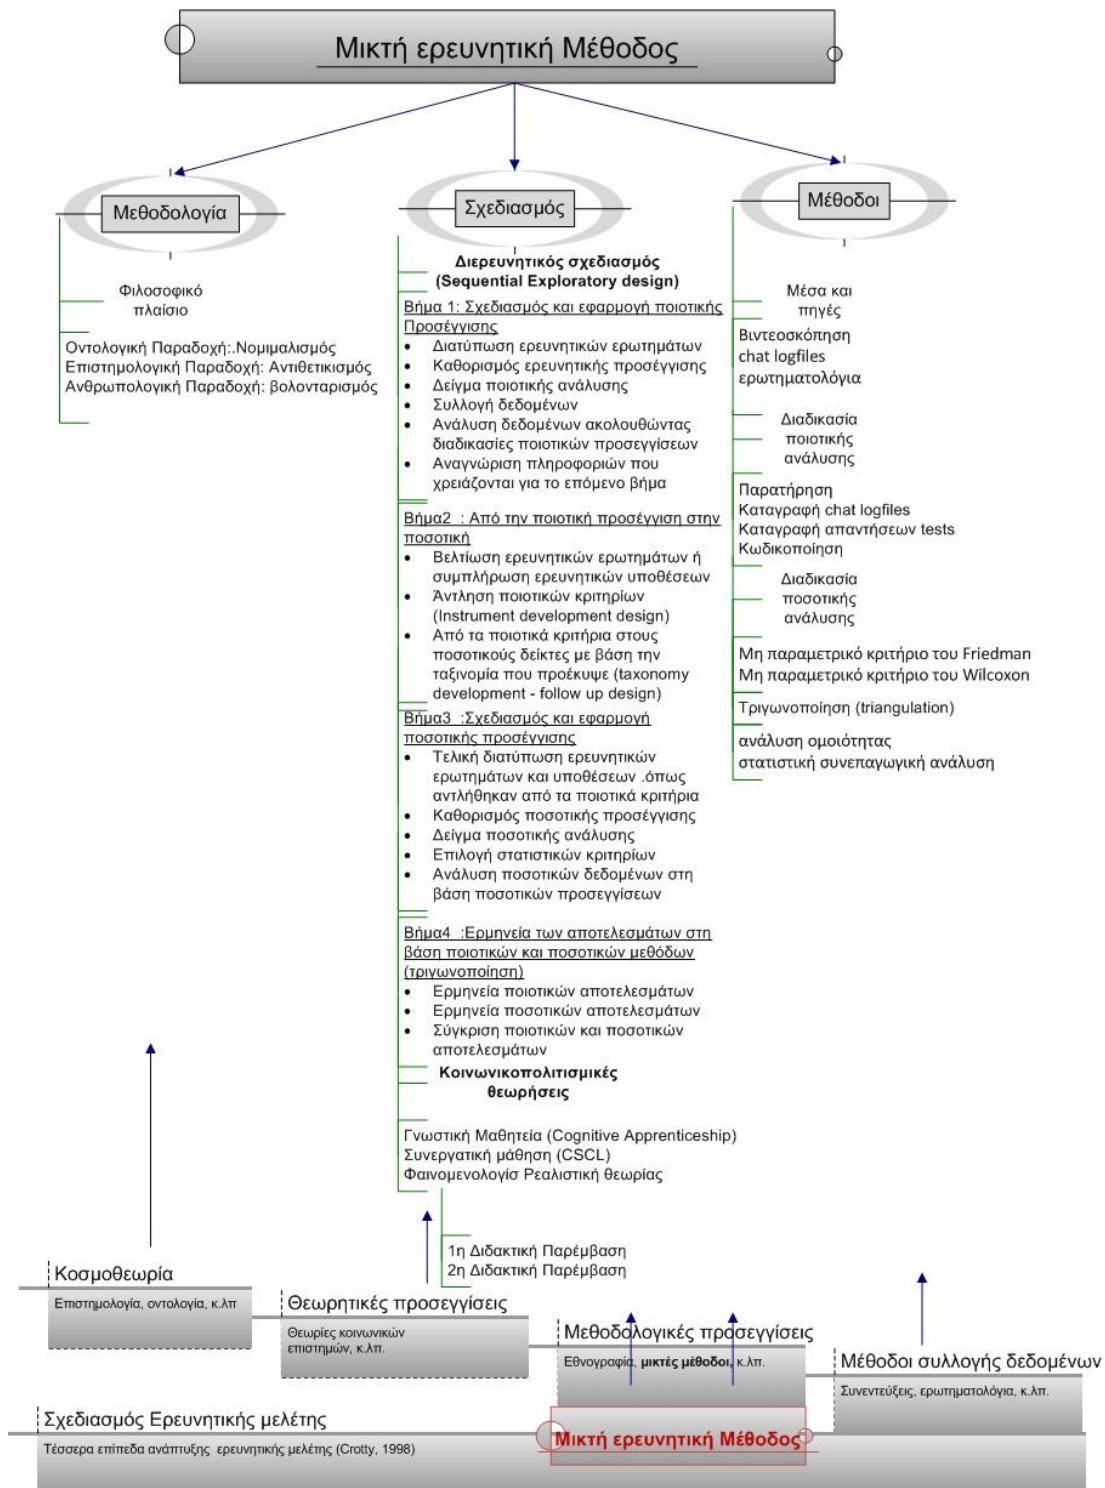 Μικτή ερευνητική Μέθοδος
Μεθοδολογία
Φιλοσοφικό
πλαίσιο
Οντολογική Παραδοχή:.Νομιμαλισμός
Επιστημολογική Παραδοχή: Αντιθετικισμός
Ανθρωπολογική Παραδοχή: βολονταρισμός
Σχεδιασμός
Διερευνητικός σχεδιασμός
(Sequential Exploratory design)
Βήμα 1: Σχεδιασμός και εφαρμογή ποιοτικής
Προσέγγισης
• Διατύπωση ερευνητικών ερωτημάτων
• Καθορισμός ερευνητικής προσέγγισης
• Δείγμα ποιοτικής ανάλυσης
• Συλλογή δεδομένων
• Ανάλυση δεδομένων ακολουθώντας
διαδικασίες ποιοτικών προσεγγίσεων
• Αναγνώριση πληροφοριών που
χρειάζονται για το επόμενο βήμα
Βήμα2 : Από την ποιοτική προσέγγιση στην
ποσοτική
• Βελτίωση ερευνητικών ερωτημάτων ή
συμπλήρωση ερευνητικών υποθέσεων
• Άντληση ποιοτικών κριτηρίων
(Instrument development design)
• Από τα ποιοτικά κριτήρια στους
ποσοτικούς δείκτες με βάση την
ταξινομία που προέκυψε (taxonomy
development - follow up design)
Βήμα3 :Σχεδιασμός και εφαρμογή
ποσοτικής προσέγγισης
• Τελική διατύπωση ερευνητικών
ερωτημάτων και υποθέσεων .όπως
αντλήθηκαν από τα ποιοτικά κριτήρια
• Καθορισμός ποσοτικής προσέγγισης
• Δείγμα ποσοτικής ανάλυσης
• Επιλογή στατιστικών κριτηρίων
• Ανάλυση ποσοτικών δεδομένων στη
βάση ποσοτικών προσεγγίσεων
Βήμα4 :Ερμηνεία των αποτελεσμάτων στη
βάση ποιοτικών και ποσοτικών μεθόδων
(τριγωνοποίηση)
• Ερμηνεία ποιοτικών αποτελεσμάτων
• Ερμηνεία ποσοτικών αποτελεσμάτων
• Σύγκριση ποιοτικών και ποσοτικών
αποτελεσμάτων
Κοινωνικοπολιτισμικές
θεωρήσεις
Γνωστική Μαθητεία (Cognitive Apprenticeship)
Συνεργατική μάθηση (CSCL)
Φαινομενολογίσ Ρεαλιστική θεωρίας
1η Διδακτική Παρέμβαση
2η Διδακτική Παρέμβαση
Μέθοδοι
Μέσα και
πηγές
Βιντεοσκόπηση
chat logfiles
ερωτηματολόγια
Διαδικασία
ποιοτικής
ανάλυσης
Παρατήρηση
Καταγραφή chat logfiles
Καταγραφή απαντήσεων tests
Κωδικοποίηση
Διαδικασία
ποσοτικής
ανάλυσης
Μη παραμετρικό κριτήριο του Friedman
Μη παραμετρικό κριτήριο του Wilcoxon
Τριγωνοποίηση (triangulation)
ανάλυση ομοιότητας
στατιστική συνεπαγωγική ανάλυση
Κοσμοθεωρία
Επιστημολογία, οντολογία, κ.λπ
Θεωρητικές προσεγγίσεις
Θεωρίες κοινωνικών
επιστημών, κ.λπ.
Μεθοδολογικές προσεγγίσεις
Εθνογραφία, μικτές μέθοδοι, κ.λπ.
Μέθοδοι συλλογής δεδομένων
Συνεντεύξεις, ερωτηματολόγια, κ.λπ.
Σχεδιασμός Ερευνητικής μελέτης
Τέσσερα επίπεδα ανάπτυξης ερευνητικής μελέτης (Crotty, 1998)
Μικτή ερευνητική Μέθοδος